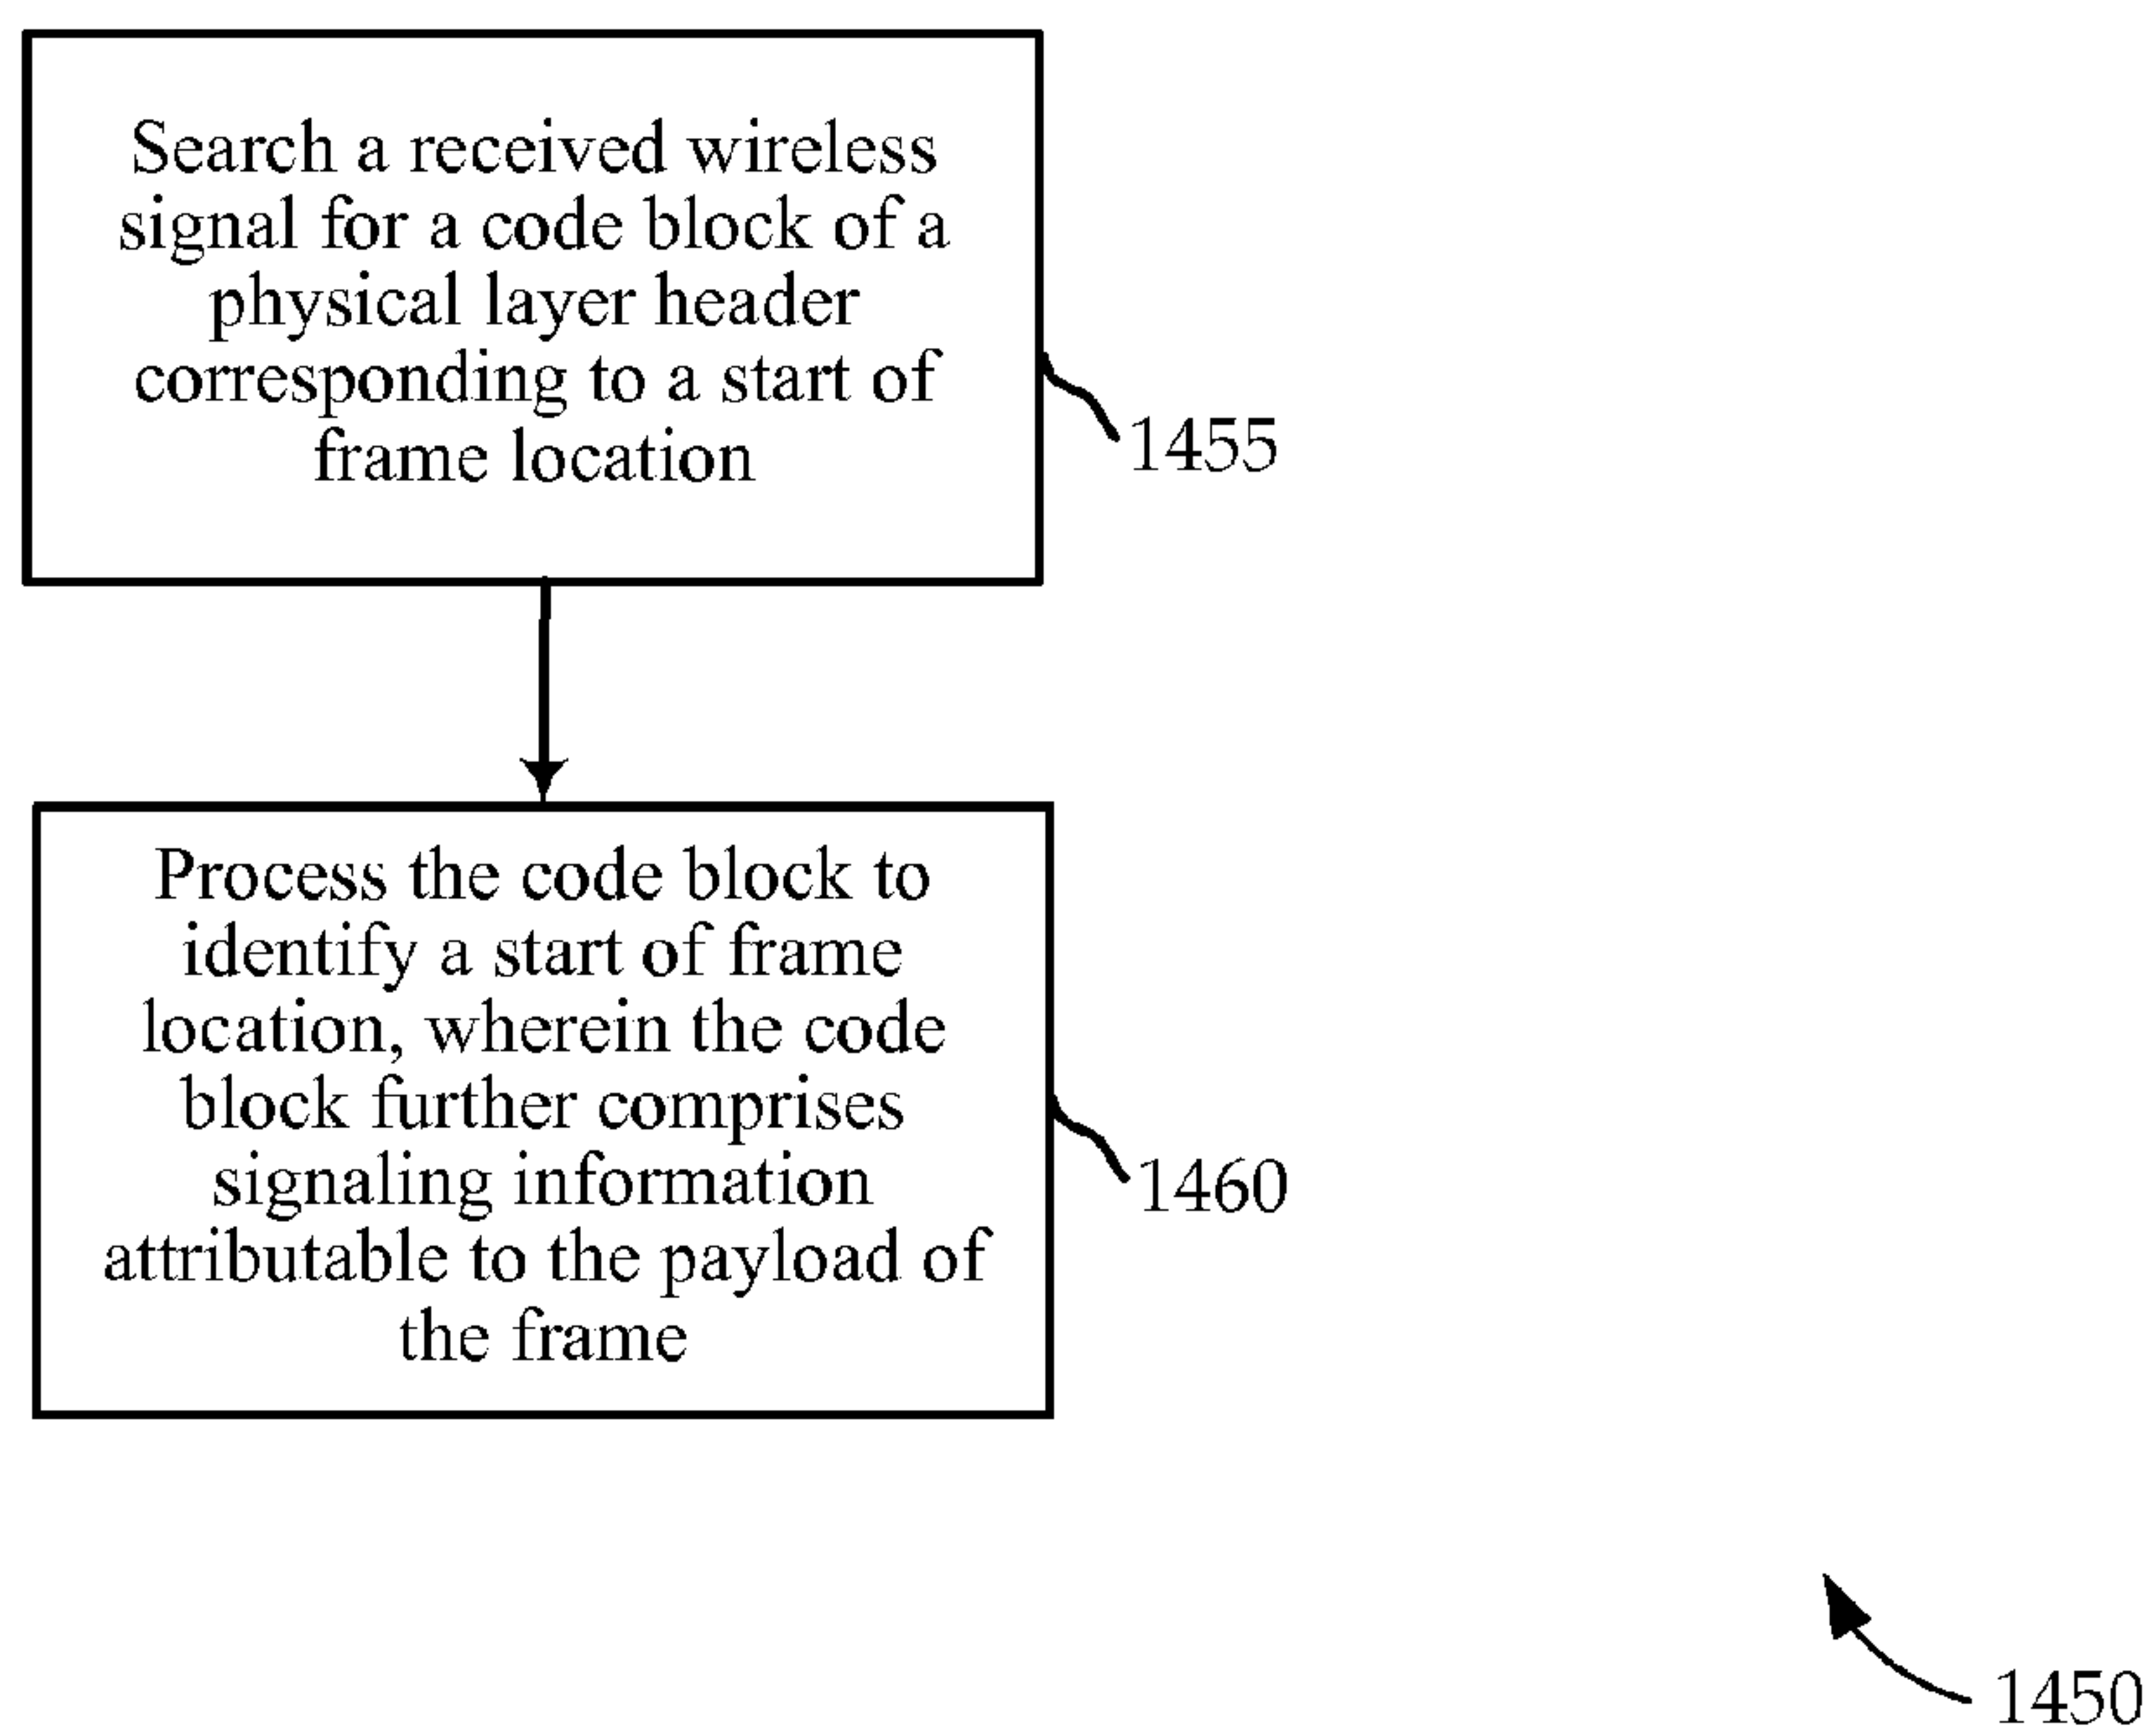 Search a received wireless
signal for a code block of a
physical layer header
corresponding to a start of
frame location
1455
Process the code block to
identify a start of frame
location, wherein the code
block further comprises
signaling information
attributable to the payload of
the frame
1460
1450